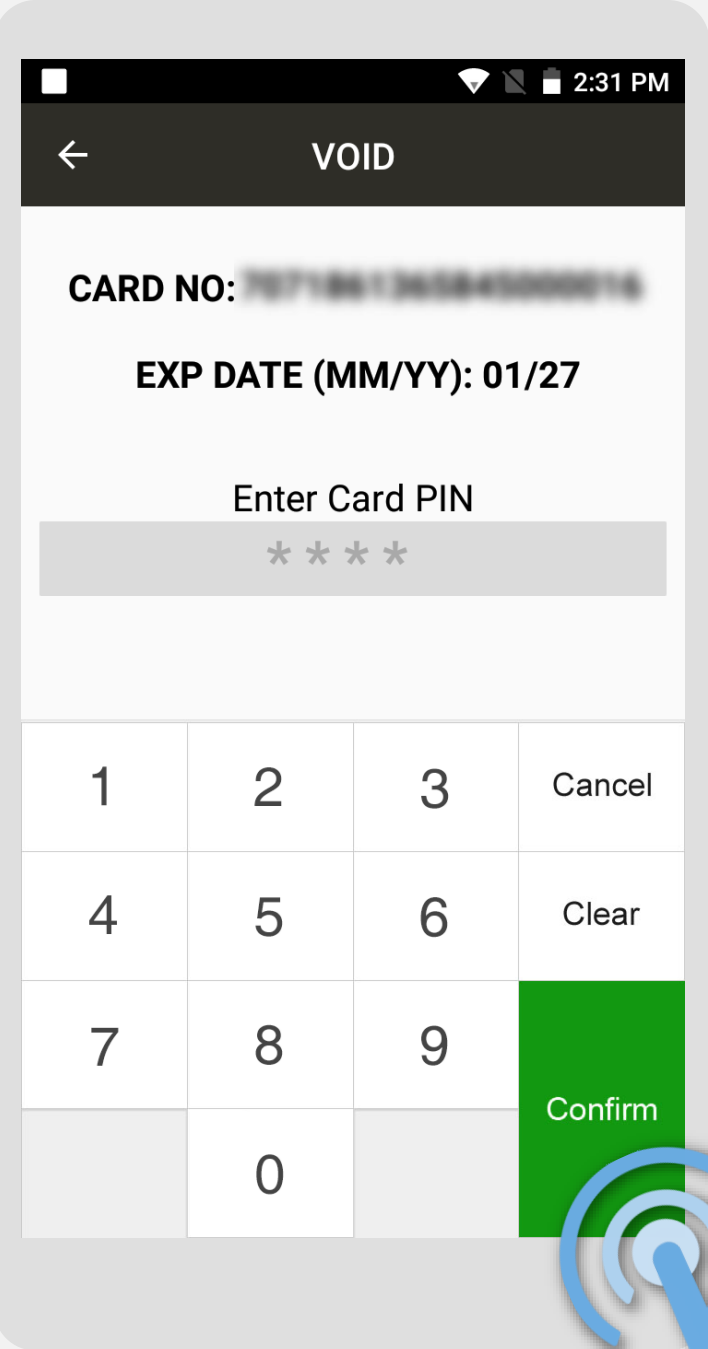 2:31 PM
VOID
CARD NO:
EXP DATE (MM/YY): 01/27
Enter Card PIN
****
1 2 3 Cancel
4 5 6 Clear
7 8 9
Confirm
0